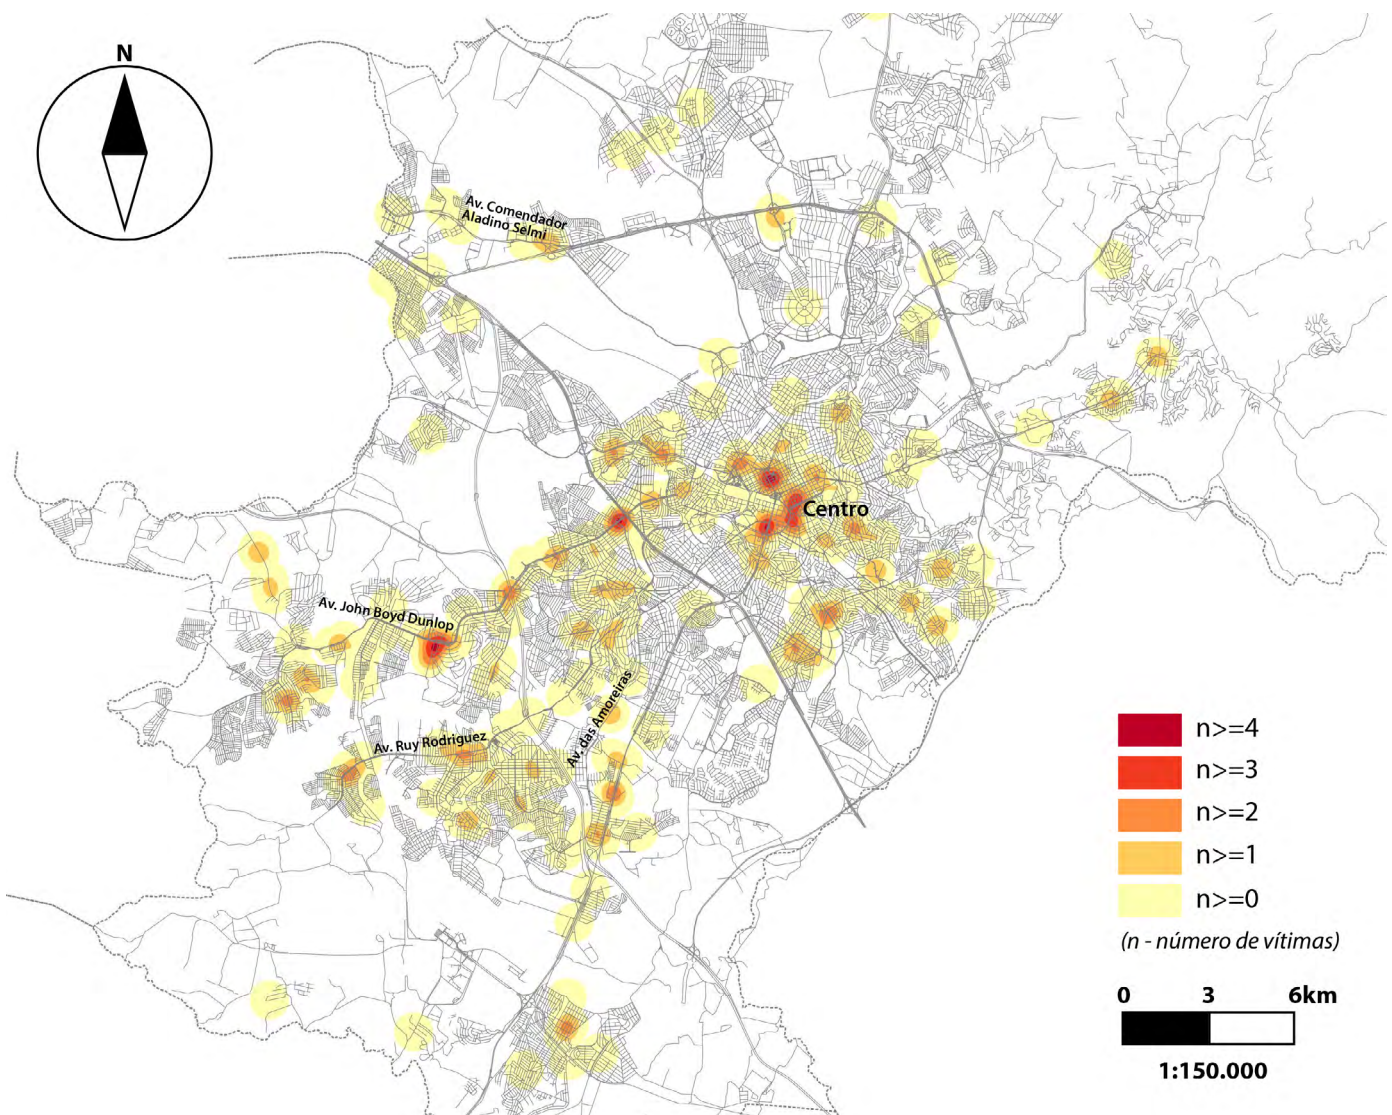 N
Av. Comendador
Aladino Selmi
Centro
Av. John Boyd Dunlop
Av. das Amoreiras
Av. Ruy Rodriguez
n>=4
n>=3
n>=2
n>=1
n>=0
(n - número de vítimas)
0 3 6km
1:150.000